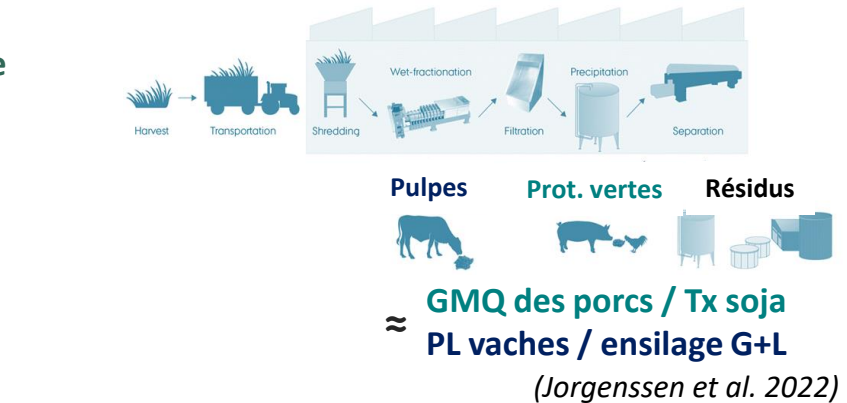 e
Wet-fractionation Precipitation
Harvest Transportation Shredding Filtration Separation
Pulpes Prot. vertes Résidus
≈ GMQ des porcs / Tx soja
PL vaches / ensilage G+L
(Jorgenssen et al. 2022)